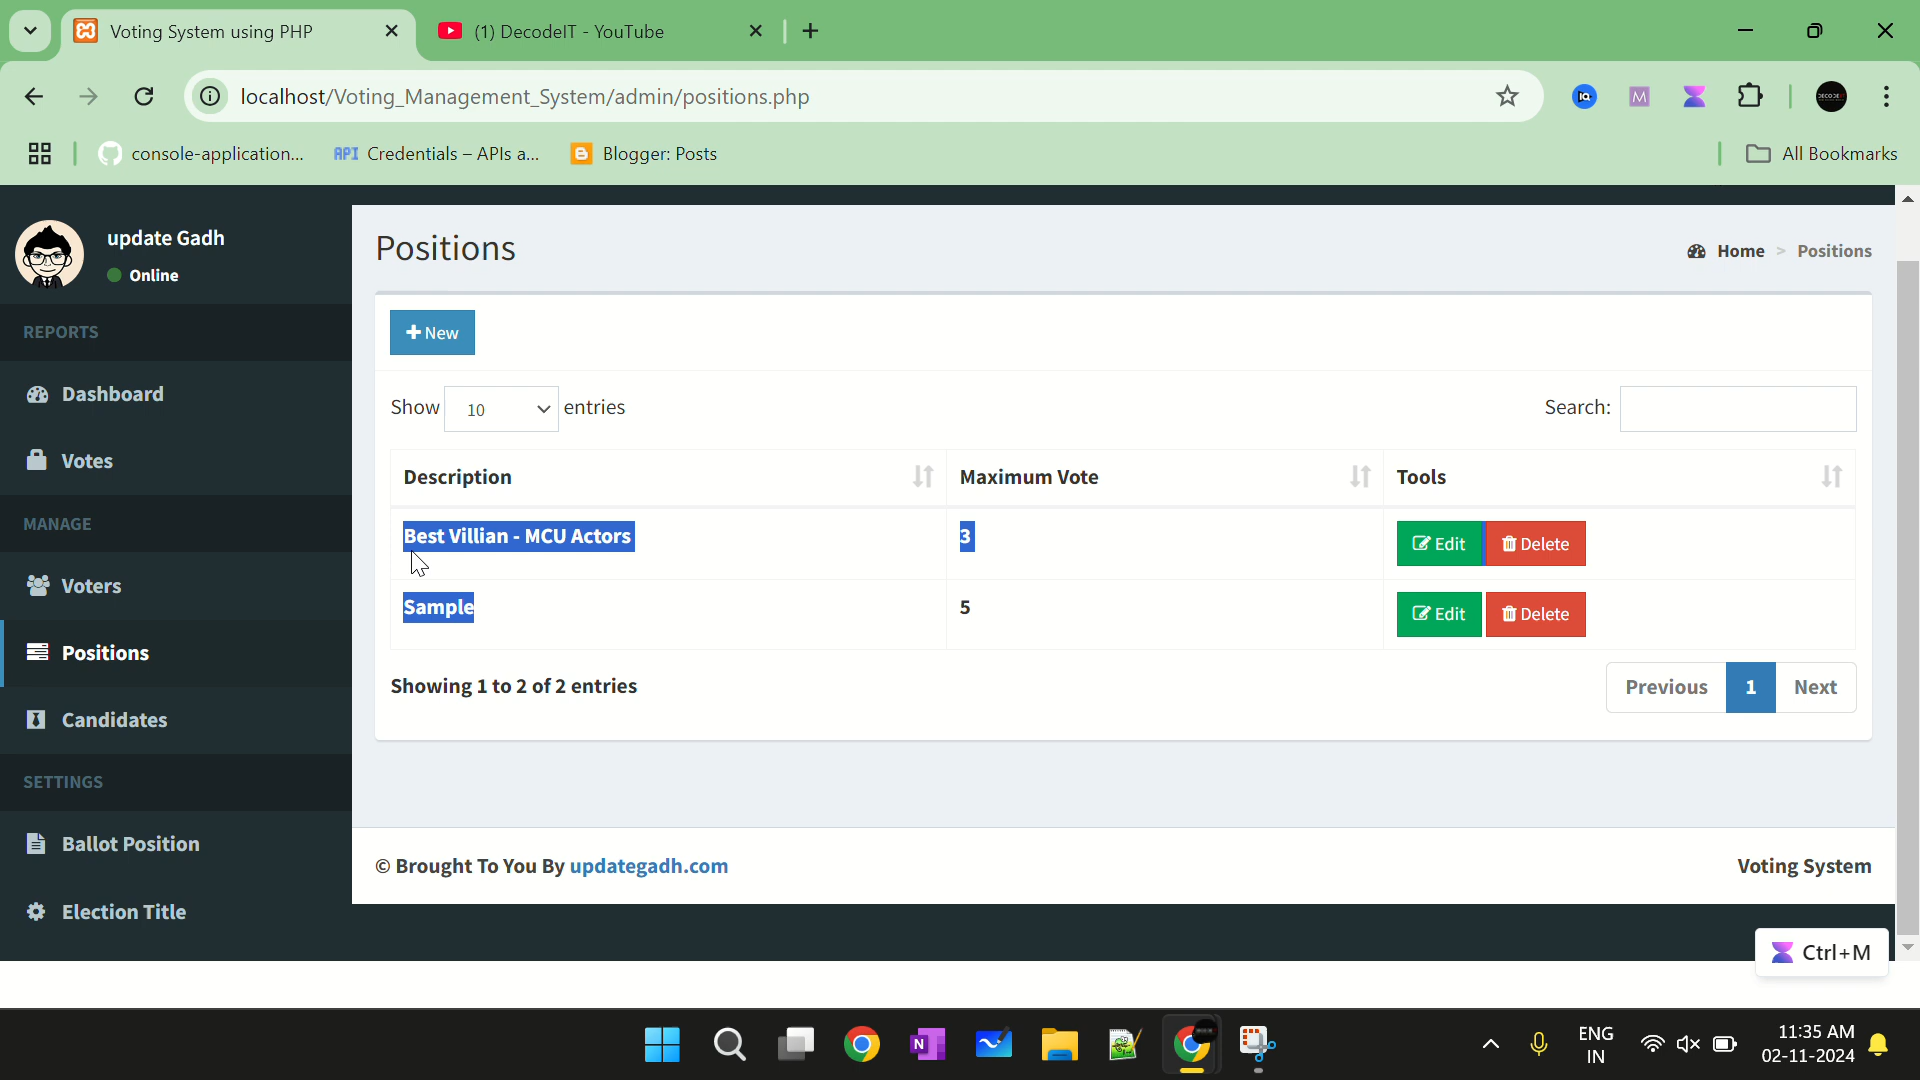 Voting System using PHP
(1) DecodeIT - YouTube
localhost/Voting_Management_System/admin/positions.php
IQ
M
DECODE
console-application...
API Credentials – APIs a...
Blogger: Posts
All Bookmarks
update Gadh
Online
REPORTS
Dashboard
Votes
MANAGE
Voters
Positions
Candidates
SETTINGS
Ballot Position
Election Title
Positions
Home > Positions
New
Show 10 entries
Search:
Description Maximum Vote Tools
Best Villian - MCU Actors 3 Edit Delete
Sample 5 Edit Delete
Showing 1 to 2 of 2 entries
Previous 1 Next
© Brought To You By updategadh.com
Voting System
Ctrl+M
N
ENG
IN
11:35 AM
02-11-2024